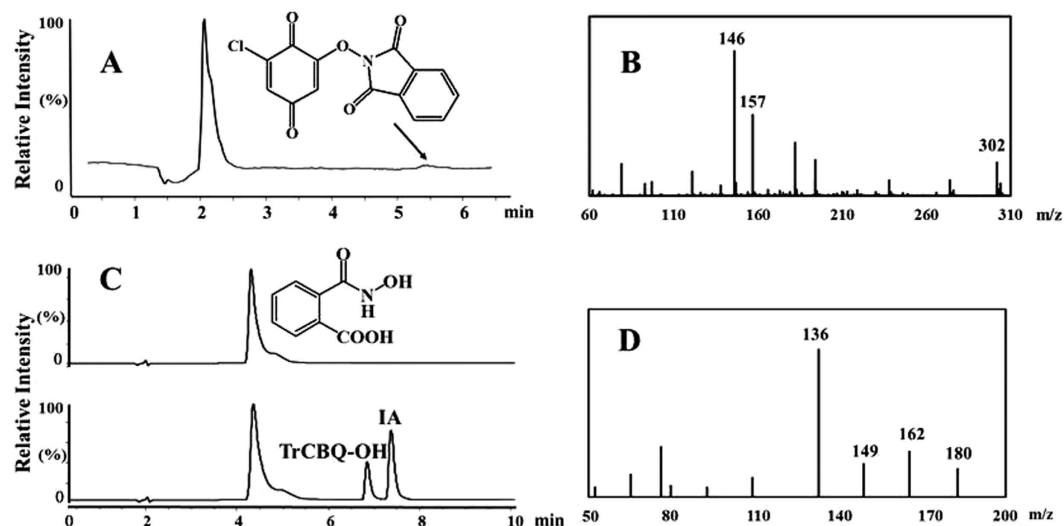 100
A
Relative Intensity
(%)
0
0 1 2 3 4 5 6 min
O
Cl
O
O
N
O
O
B
146
157
302
60 110 160 210 260 310 m/z
C
100
(%)
0
Relative Intensity
O
OH
N
H
COOH
100
(%)
0
TrCBQ-OH
IA
0 2 4 6 8 10 min
D
136
149
162
180
50 80 110 140 170 200 m/z